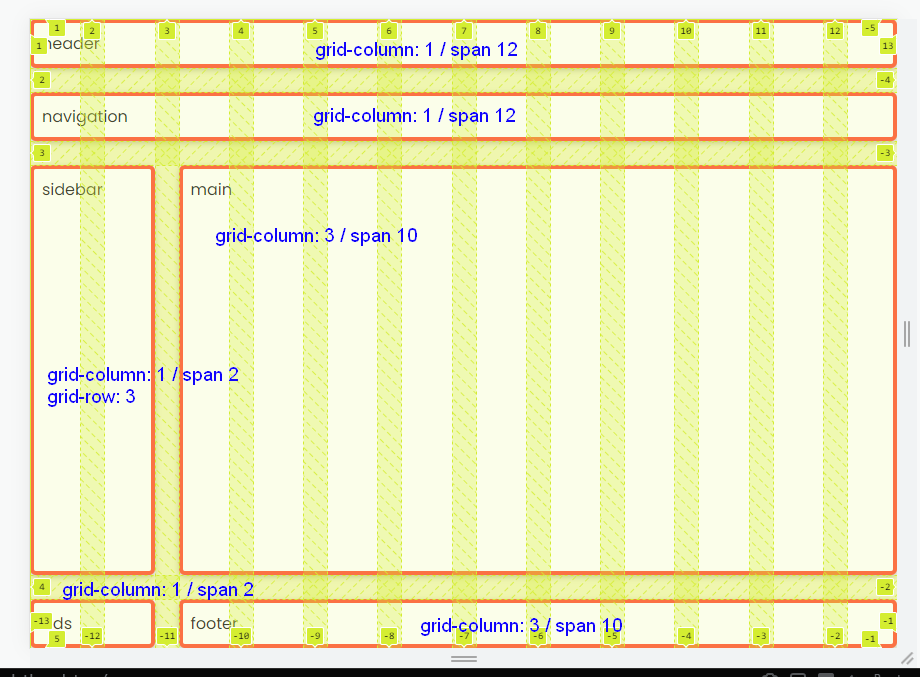 1 2 3 4 5 6 7 8 9 10 11 12 -5
1 header 13
grid-column: 1 / span 12
2 -4
navigation grid-column: 1 / span 12
3 -3
sidebar main
grid-column: 3 / span 10
grid-column: 1 / span 2
grid-row: 3
4 grid-column: 1 / span 2 -2
-13 ds footer grid-column: 3 / span 10 -1
5 -12 -11 -10 -9 -8 -7 -6 -5 -4 -3 -2 -1